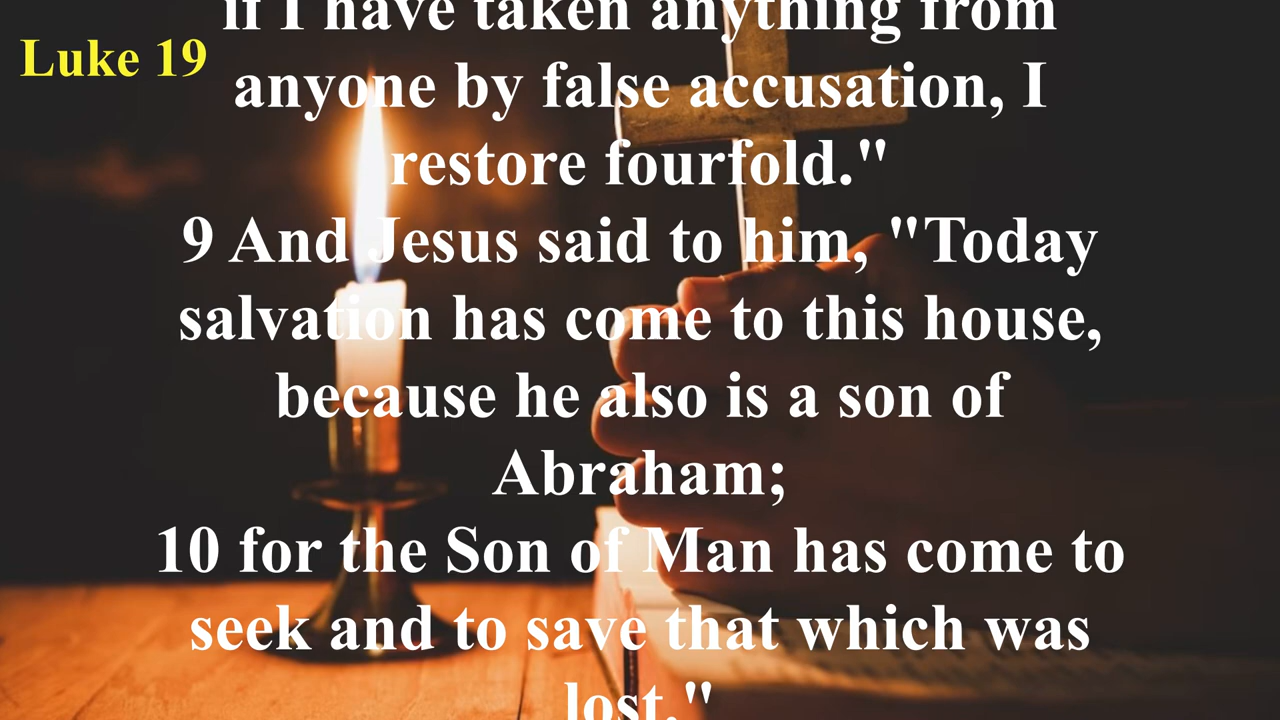 Luke 19
if I have taken anything from
anyone by false accusation, I
restore fourfold."
9 And Jesus said to him, "Today
salvation has come to this house,
because he also is a son of
Abraham;
10 for the Son of Man has come to
seek and to save that which was
lost."